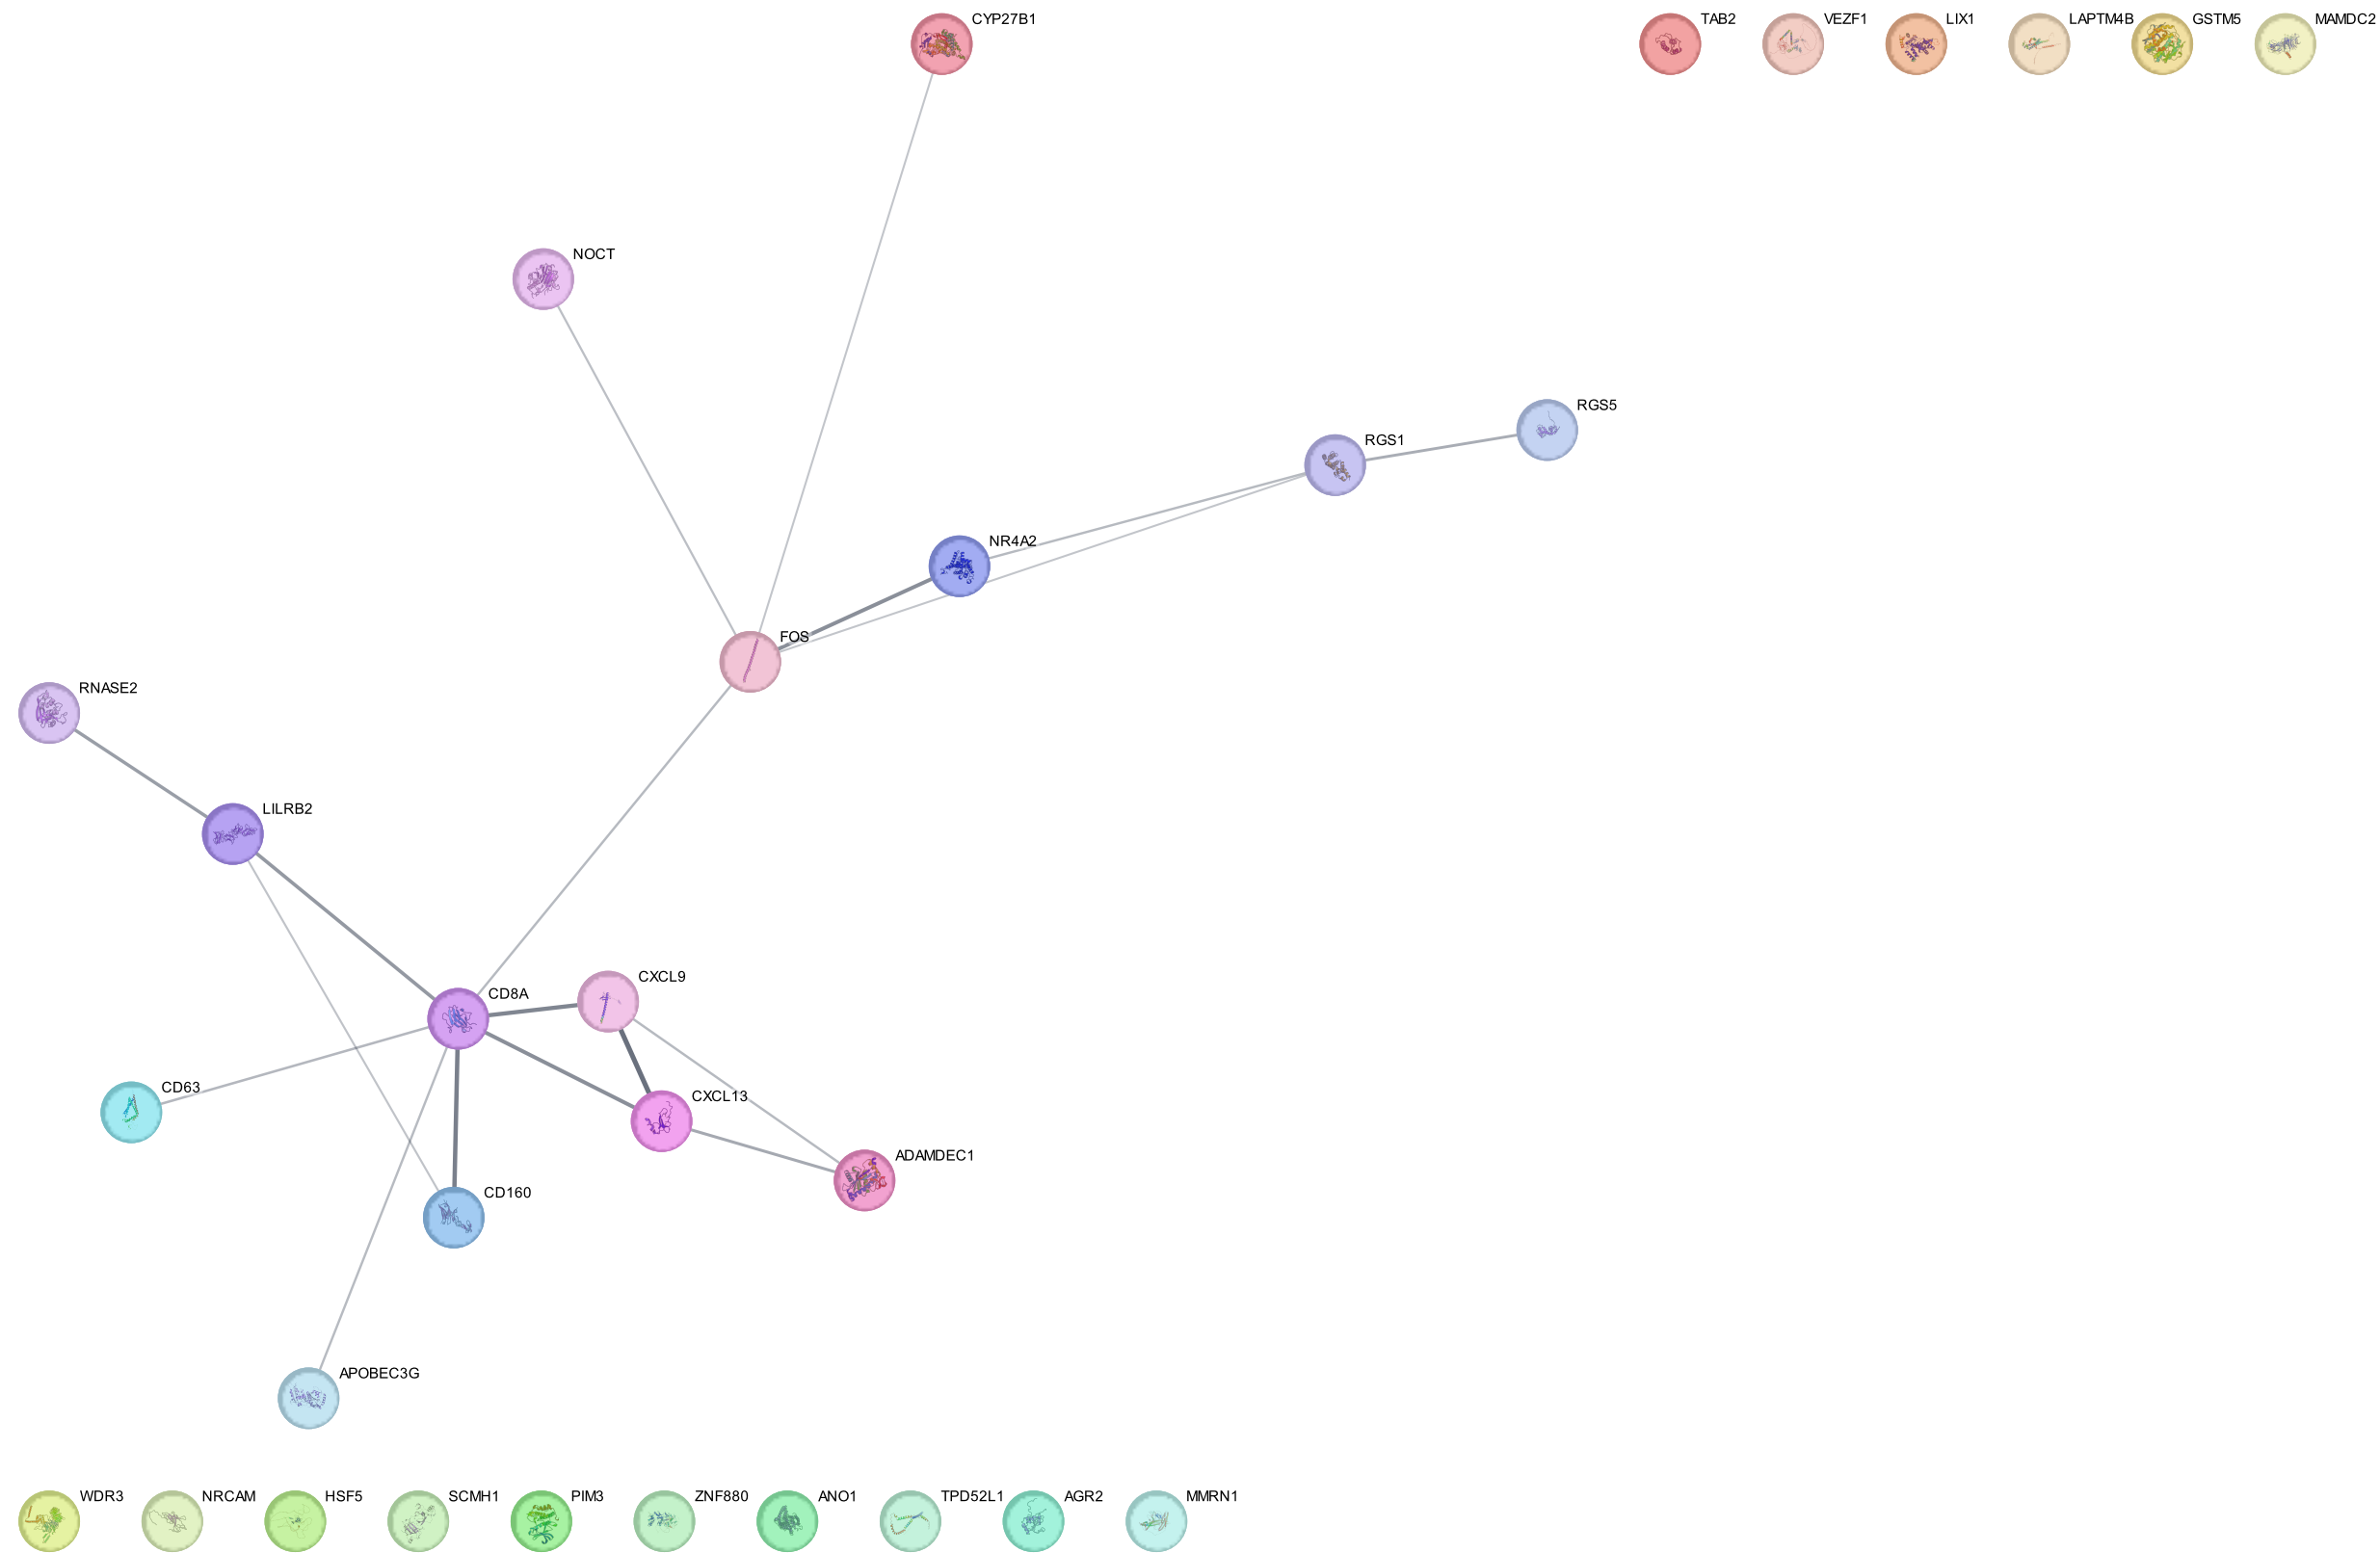 CYP27B1
TAB2
VEZF1
LIX1
LAPTM4B
GSTM5
MAMDC2
NOCT
RGS5
RGS1
NR4A2
FOS
RNASE2
LILRB2
CXCL9
CD8A
CD63
CXCL13
ADAMDEC1
CD160
APOBEC3G
WDR3
NRCAM
HSF5
SCMH1
PIM3
ZNF880
ANO1
TPD52L1
AGR2
MMRN1